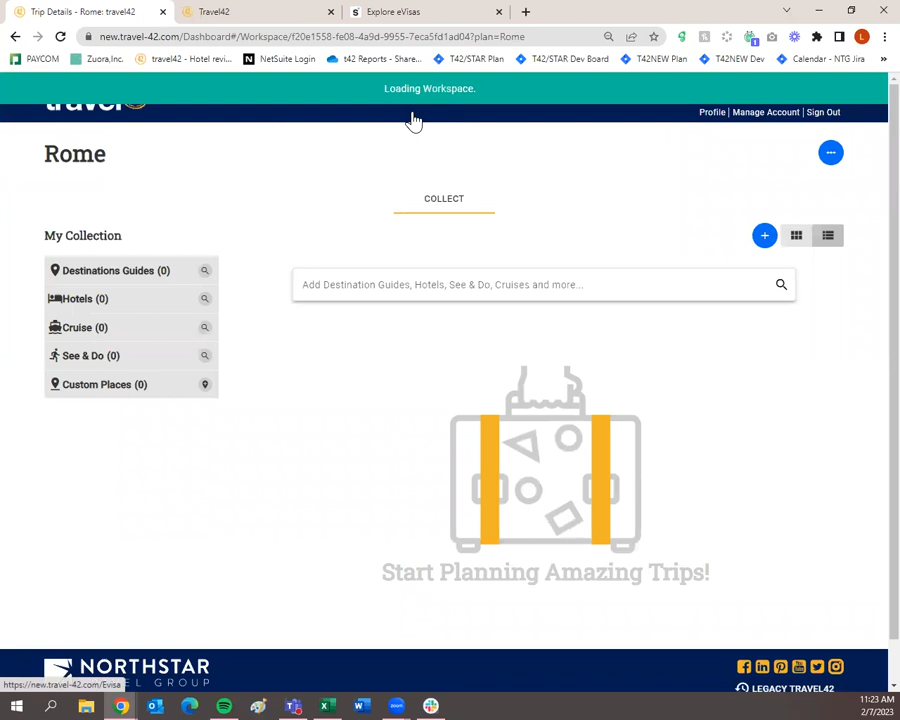 Trip Details - Rome: travel42
Travel42
Explore eVisas
new.travel-42.com/Dashboard#/Workspace/f20e1558-fe08-4a9d-9955-7eca5fd1ad04?plan=Rome
L
PAYCOM
Zuora,Inc.
travel42 - Hotel revi...
NetSuite Login
t42 Reports - Share...
T42/STAR Plan
T42/STAR Dev Board
T42NEW Plan
T42NEW Dev
Calendar - NTG Jira
Loading Workspace.
Profile | Manage Account | Sign Out
Rome
COLLECT
My Collection
Destinations Guides (0)
Hotels (0)
Cruise (0)
See & Do (0)
Custom Places (0)
Add Destination Guides, Hotels, See & Do, Cruises and more...
Start Planning Amazing Trips!
NORTHSTAR
LEGACY TRAVEL42
https://new.travel-42.com/Evisa
zoom
11:23 AM
2/7/2023